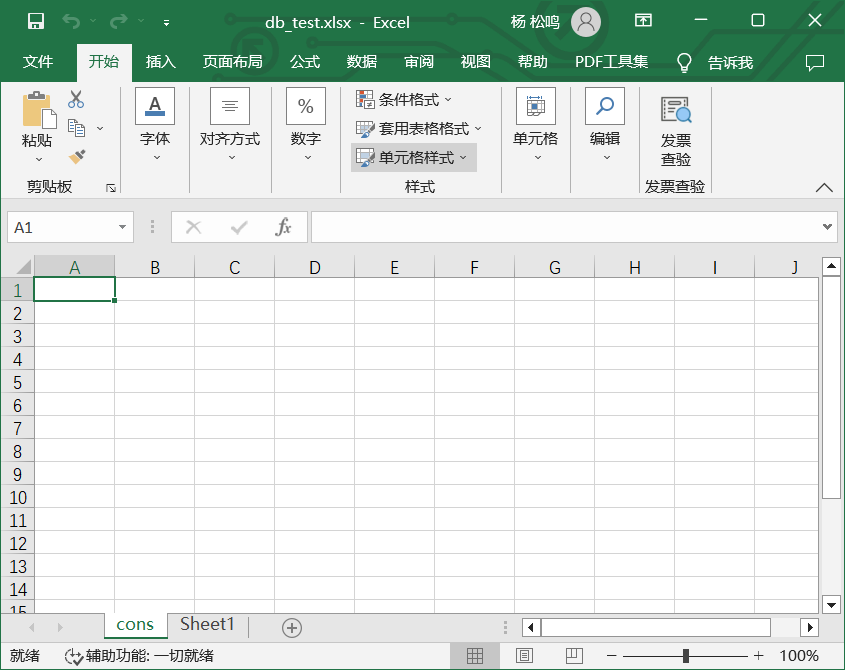 db_test.xlsx - Excel 杨 松鸣
文件 开始 插入 页面布局 公式 数据 审阅 视图 帮助 PDF工具集 告诉我
粘贴
剪贴板
A
字体
对齐方式
%
数字
条件格式
套用表格格式
单元格样式
样式
单元格
编辑
发票
查验
发票查验
A1 fx
A B C D E F G H I J
1
2
3
4
5
6
7
8
9
10
11
12
13
14
15
cons Sheet1
就绪 辅助功能: 一切就绪 100%